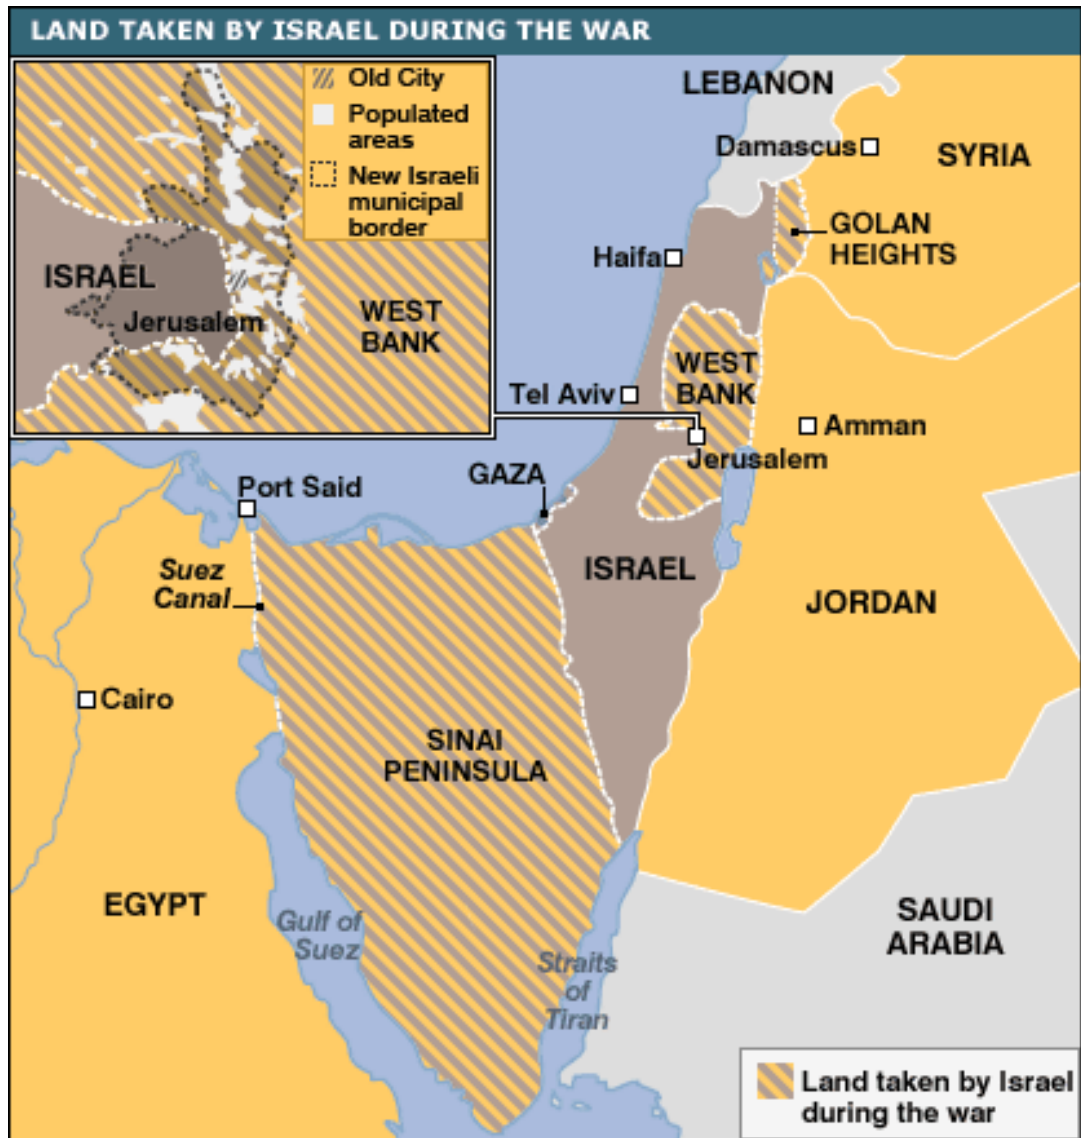 LAND TAKEN BY ISRAEL DURING THE WAR
Old City
Populated
areas
New Israeli
municipal
border
ISRAEL
Jerusalem
WEST
BANK
LEBANON
Damascus
SYRIA
GOLAN
HEIGHTS
Haifa
WEST
BANK
Tel Aviv
Amman
Jerusalem
GAZA
Port Said
Suez
Canal
ISRAEL
JORDAN
Cairo
SINAI
PENINSULA
EGYPT
Gulf of
Suez
Straits
of
Tiran
SAUDI
ARABIA
Land taken by Israel
during the war